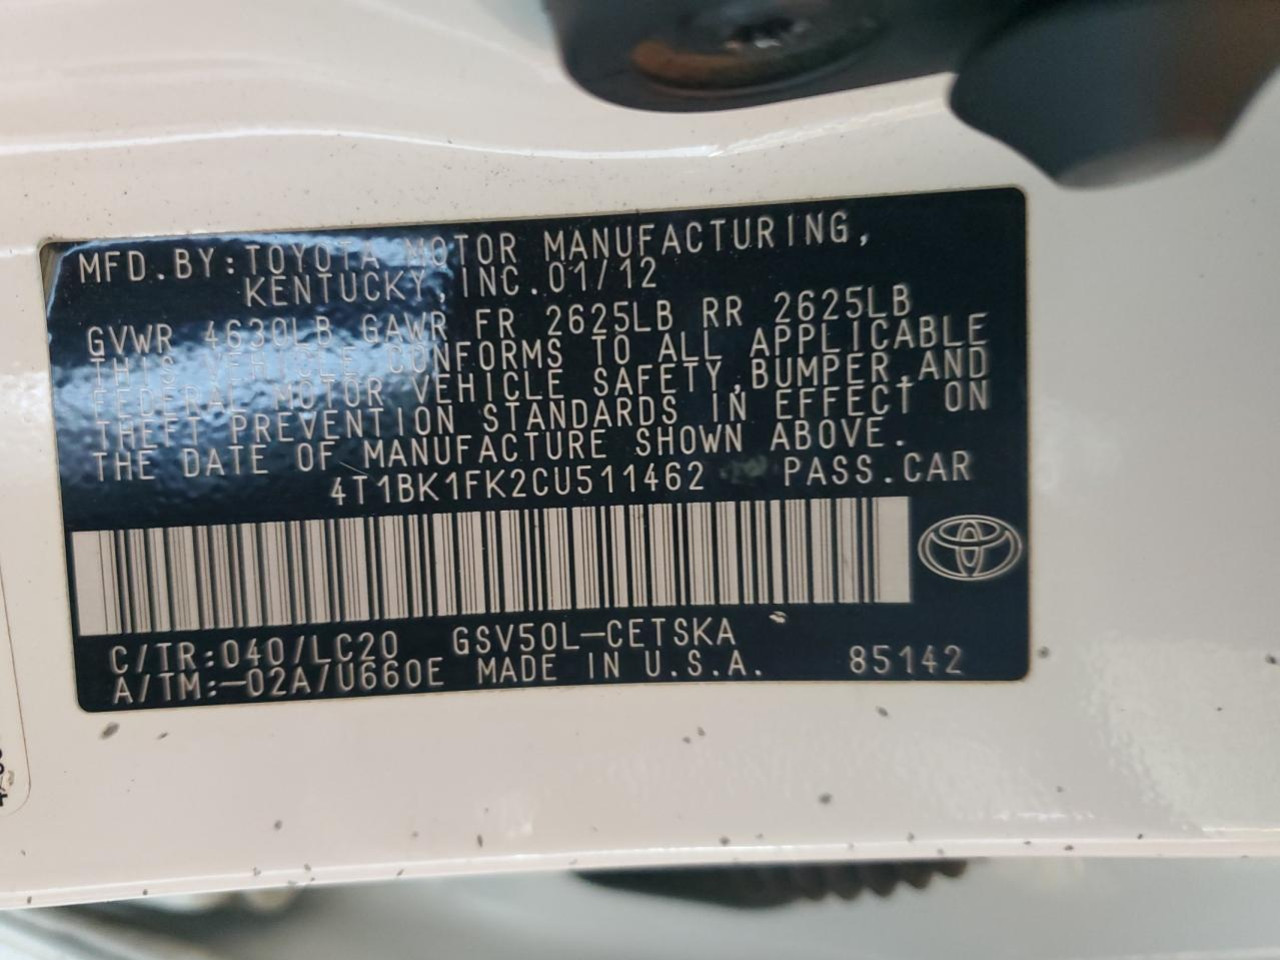 MFD.BY:TOYOTA MOTOR MANUFACTURING,
KENTUCKY, INC. 01/12
GVWR 4630LB GAWR FR 2625LB RR 2625LB
THIS VEHICLE CONFORMS TO ALL APPLICABLE
FEDERAL MOTOR VEHICLE SAFETY,BUMPER,AND
THEFT PREVENTION STANDARDS IN EFFECT ON
THE DATE OF MANUFACTURE SHOWN ABOVE.
4T1BK1FK2CU511462 PASS.CAR
C/TR:040/LC20 GSV50L-CETSKA
A/TM:-02A/U660E MADE IN U.S.A. 85142